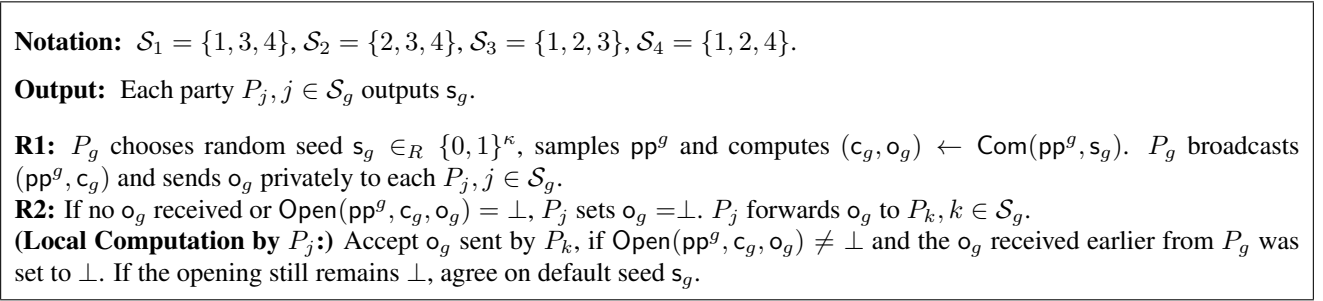 Notation: 𝒮₁ = {1, 3, 4}, 𝒮₂ = {2, 3, 4}, 𝒮₃ = {1, 2, 3}, 𝒮₄ = {1, 2, 4}.
Output: Each party P_j, j ∈ 𝒮_g outputs s_g.
R1: P_g chooses random seed s_g ∈_R {0, 1}^κ, samples pp^g and computes (c_g, o_g) ← Com(pp^g, s_g). P_g broadcasts
(pp^g, c_g) and sends o_g privately to each P_j, j ∈ 𝒮_g.
R2: If no o_g received or Open(pp^g, c_g, o_g) = ⊥, P_j sets o_g =⊥. P_j forwards o_g to P_k, k ∈ 𝒮_g.
(Local Computation by P_j:) Accept o_g sent by P_k, if Open(pp^g, c_g, o_g) ≠ ⊥ and the o_g received earlier from P_g was
set to ⊥. If the opening still remains ⊥, agree on default seed s_g.